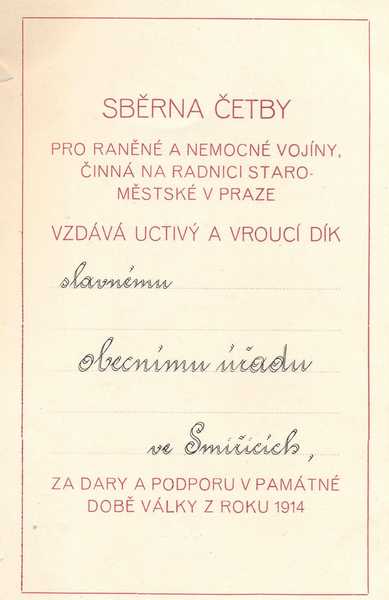 SBĚRNA ČETBY
PRO RANĚNÉ A NEMOCNÉ VOJÍNY,
ČINNÁ NA RADNICI STARO-
MĚSTSKÉ V PRAZE
VZDÁVÁ UCTIVÝ A VROUCÍ DÍK
slavnému
obecnímu úřadu
ve Smiřicích,
ZA DARY A PODPORU V PAMÁTNÉ
DOBĚ VÁLKY Z ROKU 1914